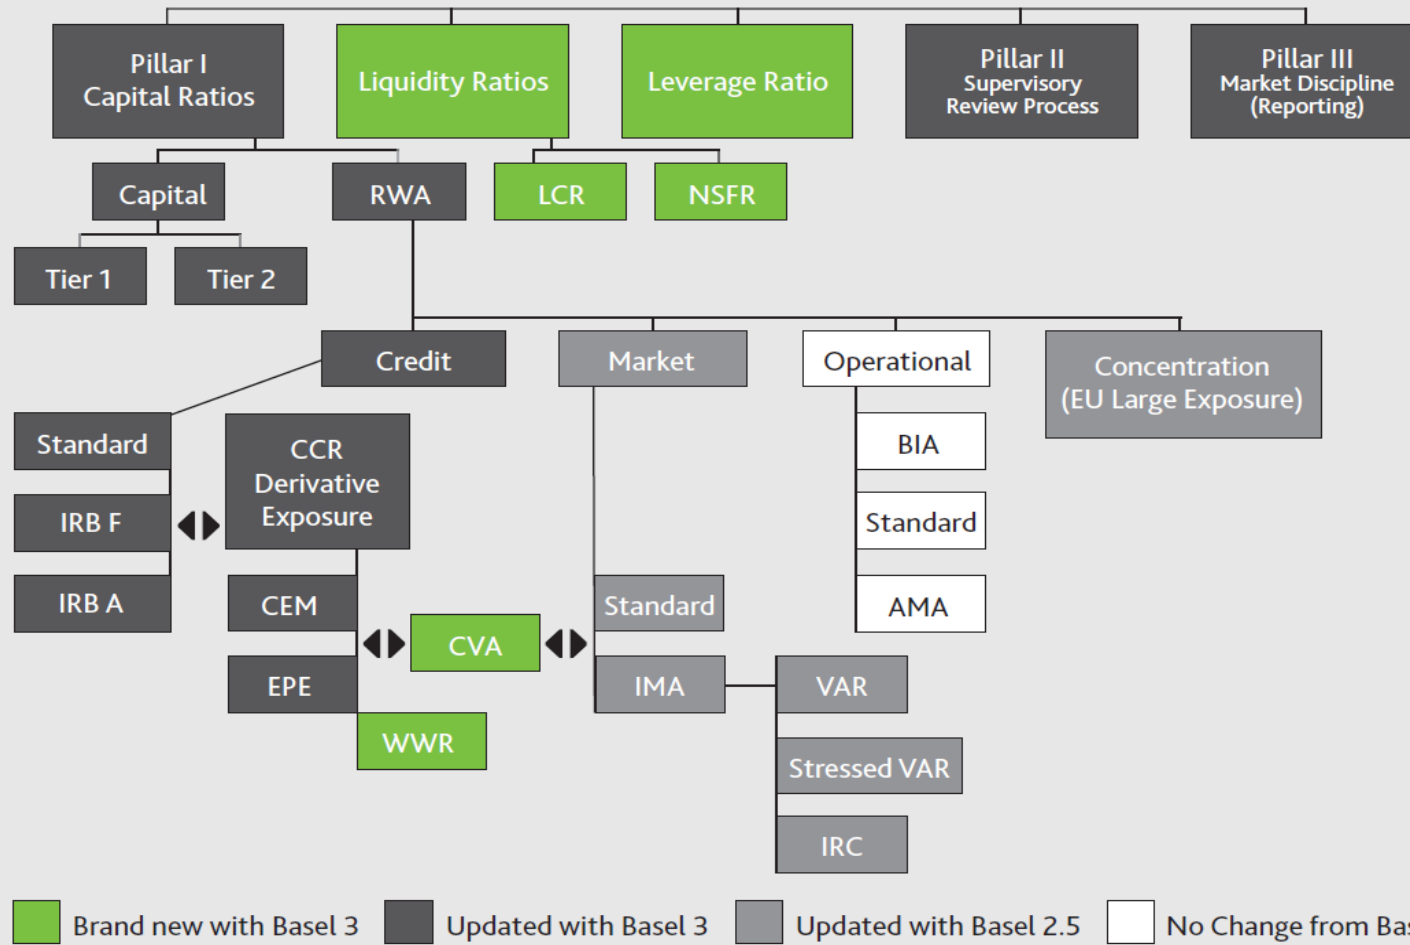 Pillar I
Capital Ratios
Liquidity Ratios
Leverage Ratio
Pillar II
Supervisory
Review Process
Pillar III
Market Discipline
(Reporting)
Capital
RWA
LCR
NSFR
Tier 1
Tier 2
Credit
Market
Operational
Concentration
(EU Large Exposure)
Standard
IRB F
IRB A
CCR
Derivative
Exposure
CEM
EPE
WWR
CVA
Standard
IMA
VAR
Stressed VAR
IRC
BIA
Standard
AMA
Brand new with Basel 3
Updated with Basel 3
Updated with Basel 2.5
No Change from Bas